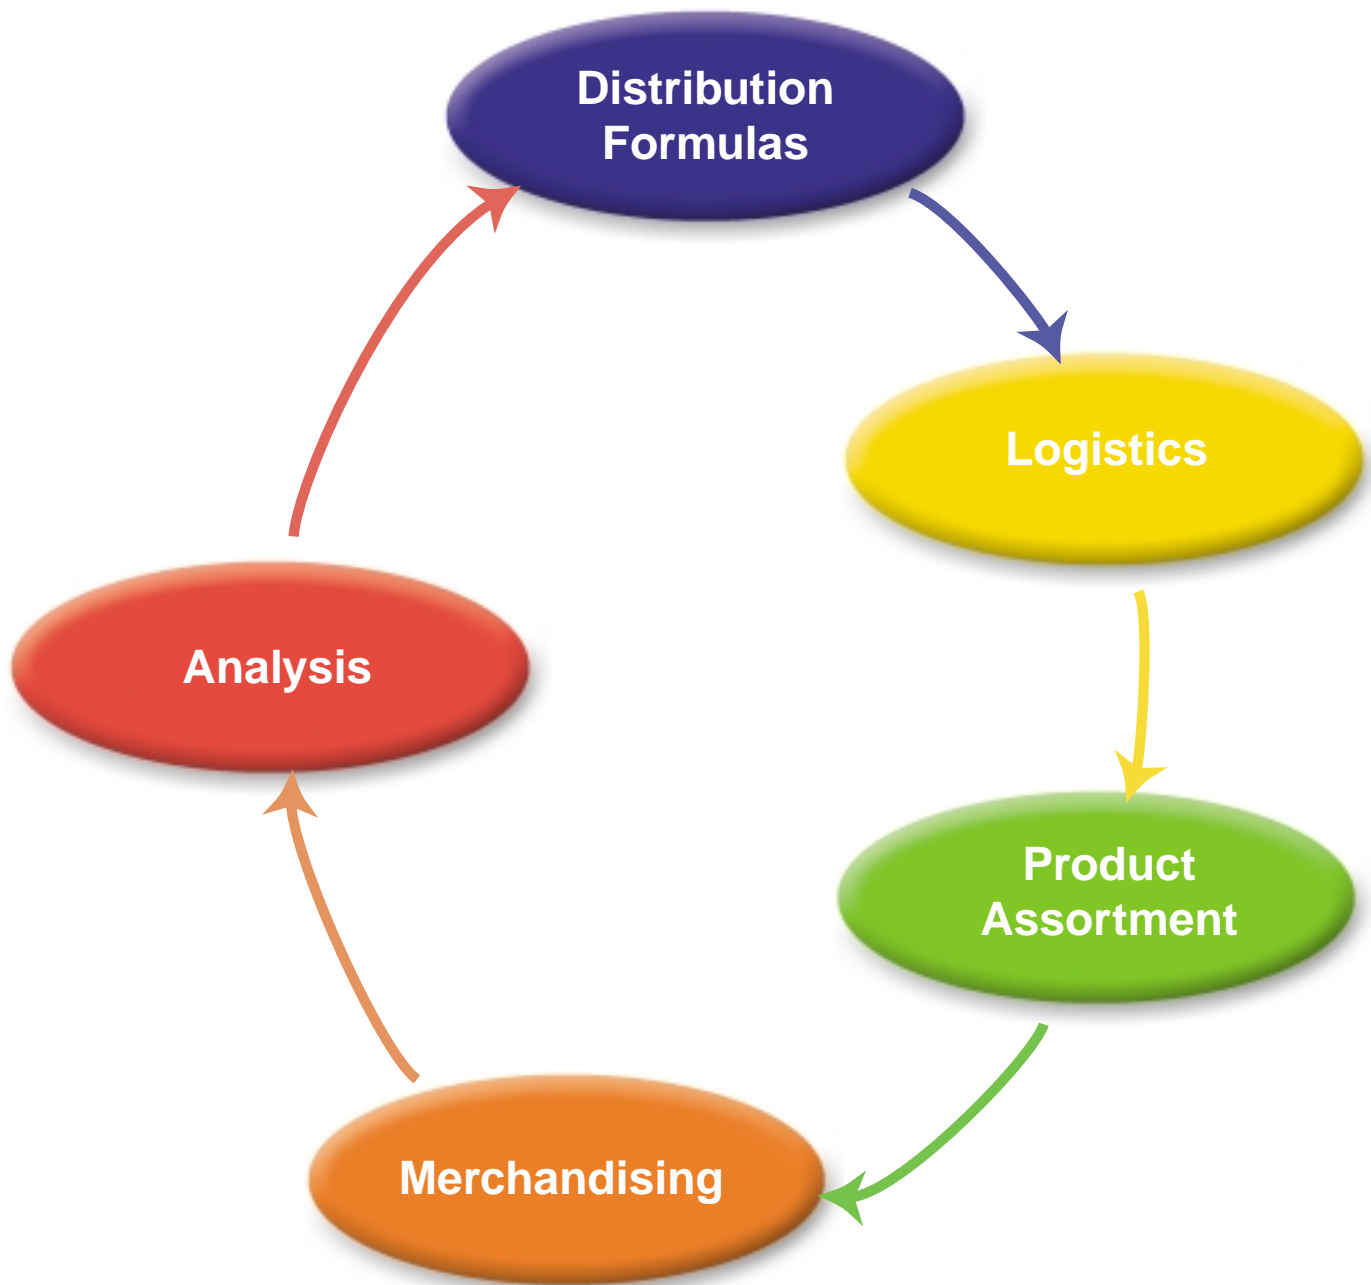 Distribution
Formulas
Logistics
Analysis
Product
Assortment
Merchandising